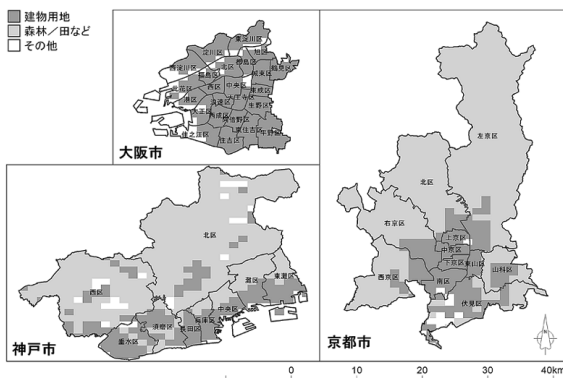 建物用地
森林／田など
その他
東淀川区
淀川区
旭区
西淀川区
北区
都島区
福島区
城東区
鶴見区
此花区
西区
中央区
東成区
港区
天王寺区
浪速区
生野区
大正区
西成区
阿倍野区
東住吉区
平野区
住之江区
住吉区
大阪市
北区
西区
灘区
東灘区
中央区
兵庫区
長田区
須磨区
垂水区
神戸市
左京区
北区
右京区
上京区
中京区
下京区
東山区
山科区
西京区
南区
伏見区
京都市
0 10 20 30 40km